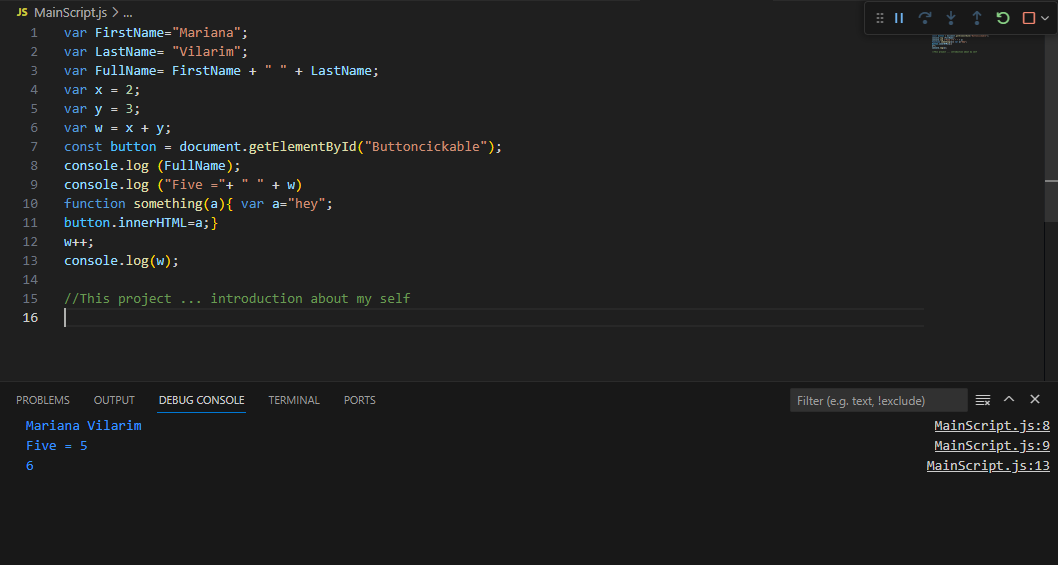 JS MainScript.js > ...
1 var FirstName="Mariana";
2 var LastName= "Vilarim";
3 var FullName= FirstName + " " + LastName;
4 var x = 2;
5 var y = 3;
6 var w = x + y;
7 const button = document.getElementById("Buttoncickable");
8 console.log (FullName);
9 console.log ("Five ="+ " " + w)
10 function something(a){ var a="hey";
11 button.innerHTML=a;}
12 w++;
13 console.log(w);
14
15 //This project ... introduction about my self
16
PROBLEMS OUTPUT DEBUG CONSOLE TERMINAL PORTS Filter (e.g. text, !exclude)
Mariana Vilarim MainScript.js:8
Five = 5 MainScript.js:9
6 MainScript.js:13